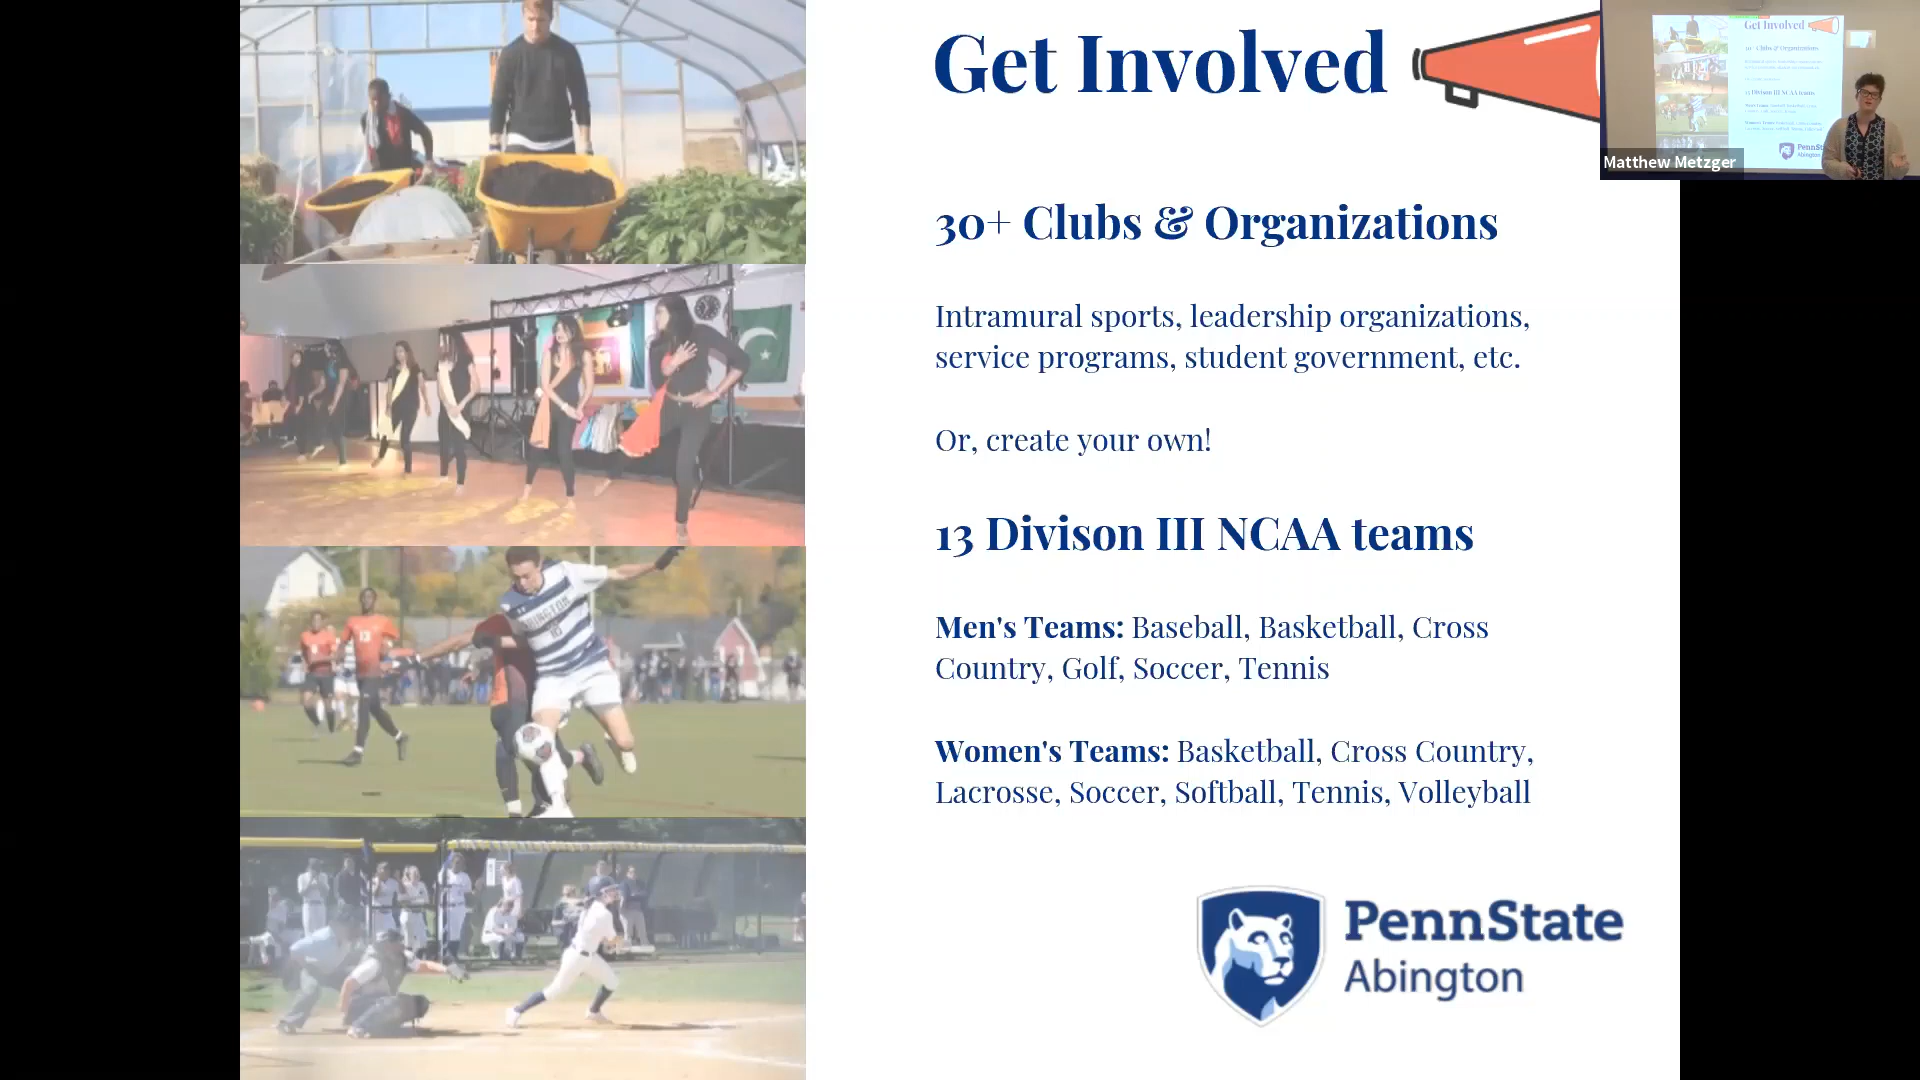 Get Involved
Matthew Metzger
30+ Clubs & Organizations
Intramural sports, leadership organizations,
service programs, student government, etc.
Or, create your own!
13 Divison III NCAA teams
Men's Teams: Baseball, Basketball, Cross
Country, Golf, Soccer, Tennis
Women's Teams: Basketball, Cross Country,
Lacrosse, Soccer, Softball, Tennis, Volleyball
PennState
Abington